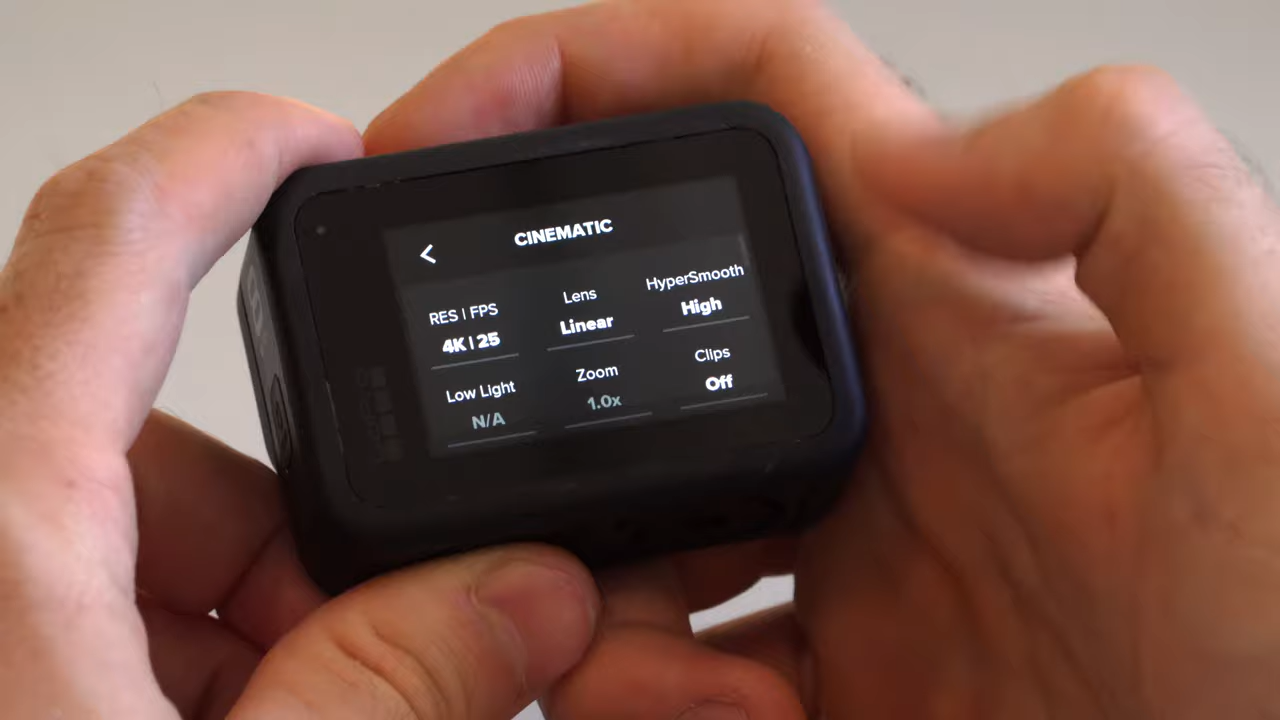 CINEMATIC
RES | FPS
4K | 25
Lens
Linear
HyperSmooth
High
Low Light
N/A
Zoom
1.0x
Clips
Off